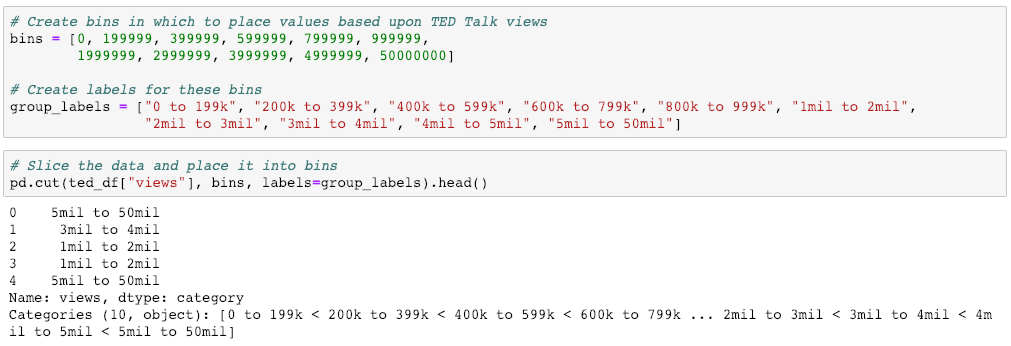 # Create bins in which to place values based upon TED Talk views
bins = [0, 199999, 399999, 599999, 799999, 999999,
        1999999, 2999999, 3999999, 4999999, 50000000]
# Create labels for these bins
group_labels = ["0 to 199k", "200k to 399k", "400k to 599k", "600k to 799k", "800k to 999k", "1mil to 2mil",
                "2mil to 3mil", "3mil to 4mil", "4mil to 5mil", "5mil to 50mil"]
# Slice the data and place it into bins
pd.cut(ted_df["views"], bins, labels=group_labels).head()
0    5mil to 50mil
1     3mil to 4mil
2     1mil to 2mil
3     1mil to 2mil
4    5mil to 50mil
Name: views, dtype: category
Categories (10, object): [0 to 199k < 200k to 399k < 400k to 599k < 600k to 799k ... 2mil to 3mil < 3mil to 4mil < 4m
il to 5mil < 5mil to 50mil]